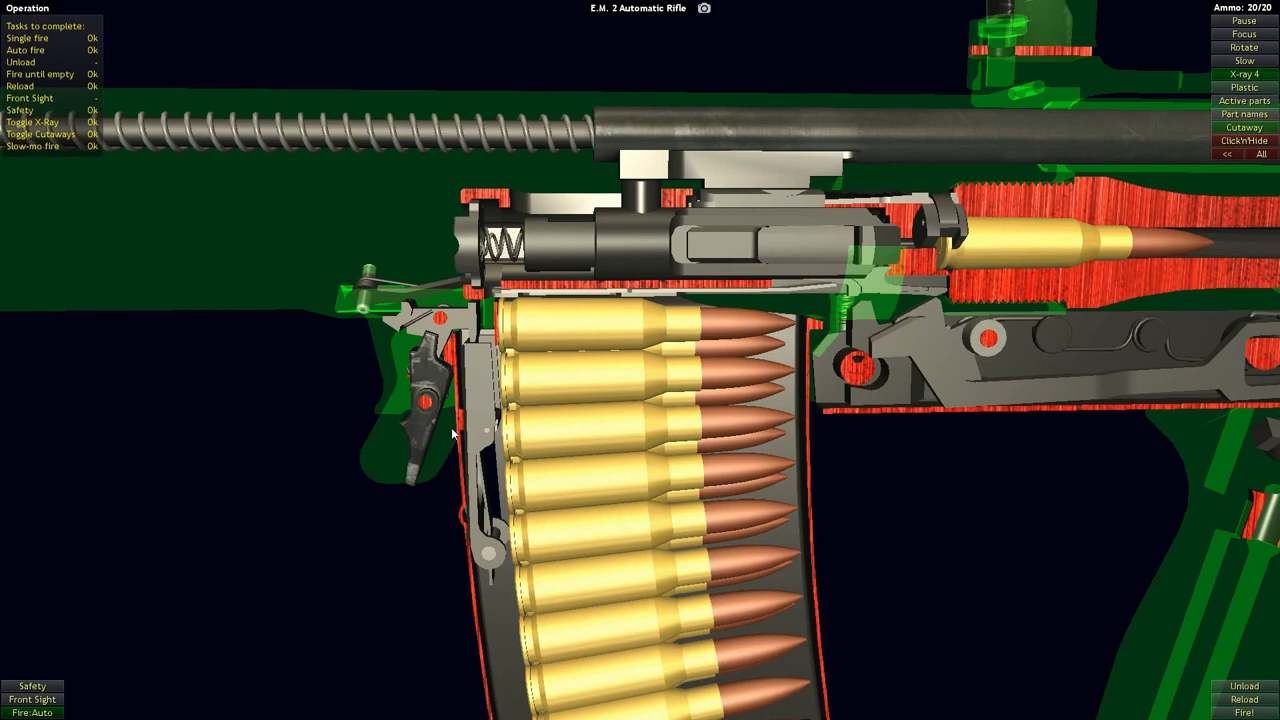 Operation
E.M. 2 Automatic Rifle
Ammo: 20/20
Tasks to complete:
Single fire Ok
Auto fire Ok
Unload -
Fire until empty Ok
Reload Ok
Front Sight -
Safety Ok
Toggle X-Ray Ok
Toggle Cutaways Ok
Slow-mo fire Ok
Pause
Focus
Rotate
Slow
X-ray 4
Plastic
Active parts
Part names
Cutaway
Click'n'Hide
<< All
Safety
Front Sight
Fire:Auto
Unload
Reload
Fire!